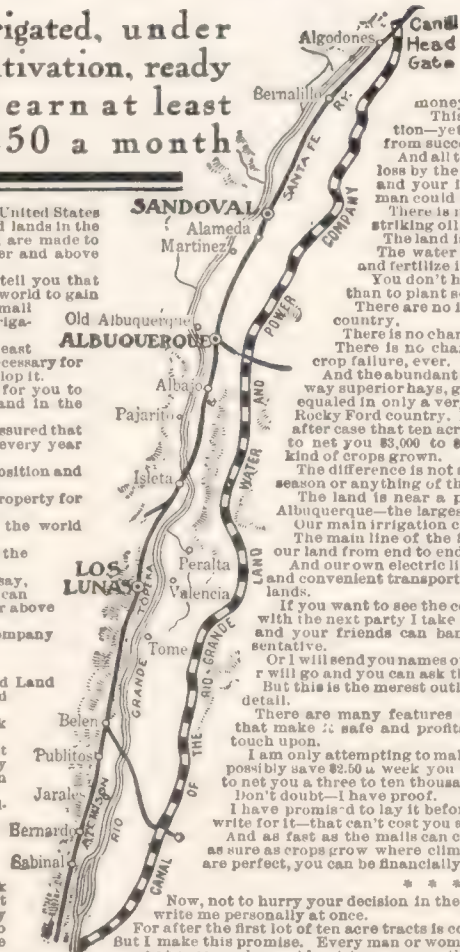 rigated, under
tivation, ready
earn at least
50 a month
United States
d lands in the
are made to
er and above
tell you that
world to gain
mall
riga-
east
cessary for
lop it.
for you to
and in the
ssured that
every year
position and
roperty for
the world
the
say,
can
r above
mpany
d Land
d
k
t
y
n
d-
k
t
y
o
Canal
Head
Gate
Algodones
Bernalillo
RY.
SANTA FE
SANDOVAL
Alameda
Martinez
COMPANY
POWER
Old Albuquerque
ALBUQUERQUE
AND
Albajo
&
Pajarito
WATER
Isleta
LAND
Peralta
LOS
LUNAS
TOPEKA
Valencia
Tome
RIO-GRANDE
GRANDE
THE
Belen
Publitos
OF
Jarale
ATCHISON
RIO
Bernardo
Sabinal
CANAL
money
This
tion—yet
from succe
And all t
loss by the
and your i
man could
There is n
striking oil
The land is
The water
and fertilize i
You don't h
than to plant s
There are no i
country.
There is no chan
There is no cha
crop failure, ever.
And the abundant
way superior hays, g
equaled in only a ver
Rocky Ford country.
after case that ten acr
to net you $3,000 to $
kind of crops grown.
The difference is not a
season or anything of th
The land is near a p
Albuquerque—the larges
Our main irrigation c
The main line of the
our land from end to end
And our own electric li
and convenient transport
lands.
If you want to see the co
with the next party I take
and your friends can ban
sentative.
Or I will send you names o
r will go and you can ask th
But this is the merest outl
detail.
There are many features
that make it safe and profit
touch upon.
I am only attempting to mal
possibly save $2.50 a week you
to net you a three to ten thousa
Don't doubt—I have proof.
I have promised to lay it befor
write for it—that can't cost you a
And as fast as the mails can c
as sure as crops grow where clim
are perfect, you can be financially
* * *
Now, not to hurry your decision in the
write me personally at once.
For after the first lot of ten acre tracts is co
But I make this promise. Every man or won